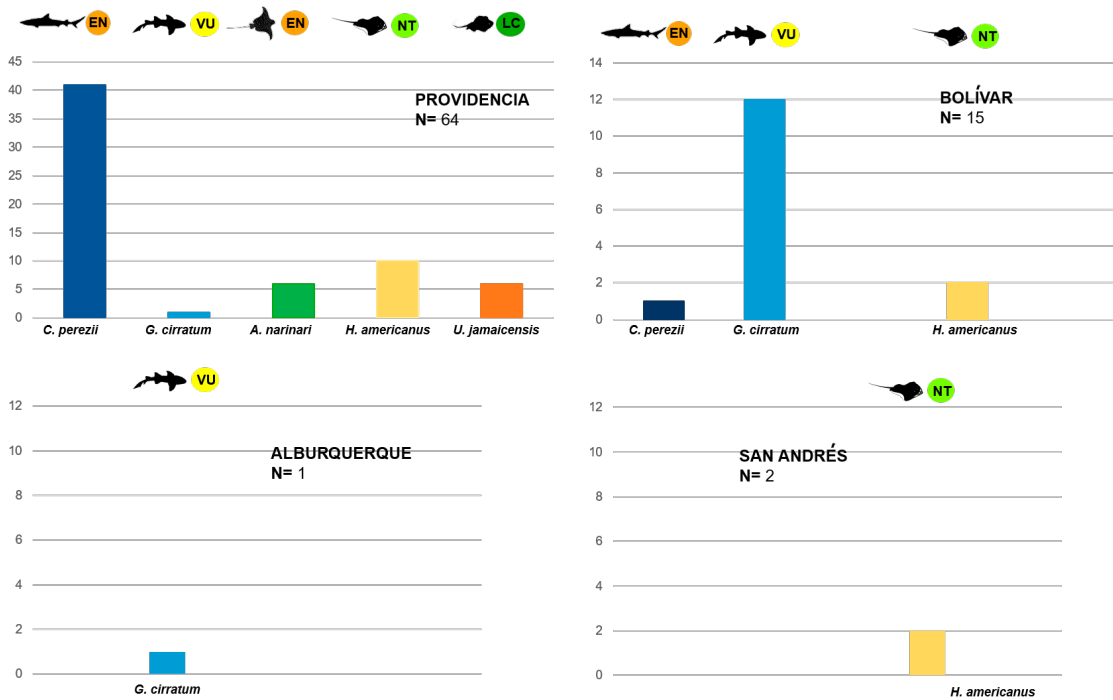 EN VU EN NT LC
45
40
35
30
25
20
15
10
5
0
PROVIDENCIA
N= 64
C. perezii G. cirratum A. narinari H. americanus U. jamaicensis
EN VU NT
14
12
10
8
6
4
2
0
BOLÍVAR
N= 15
C. perezii G. cirratum H. americanus
VU
12
10
8
6
4
2
0
ALBURQUERQUE
N= 1
G. cirratum
NT
12
10
8
6
4
2
0
SAN ANDRÉS
N= 2
H. americanus